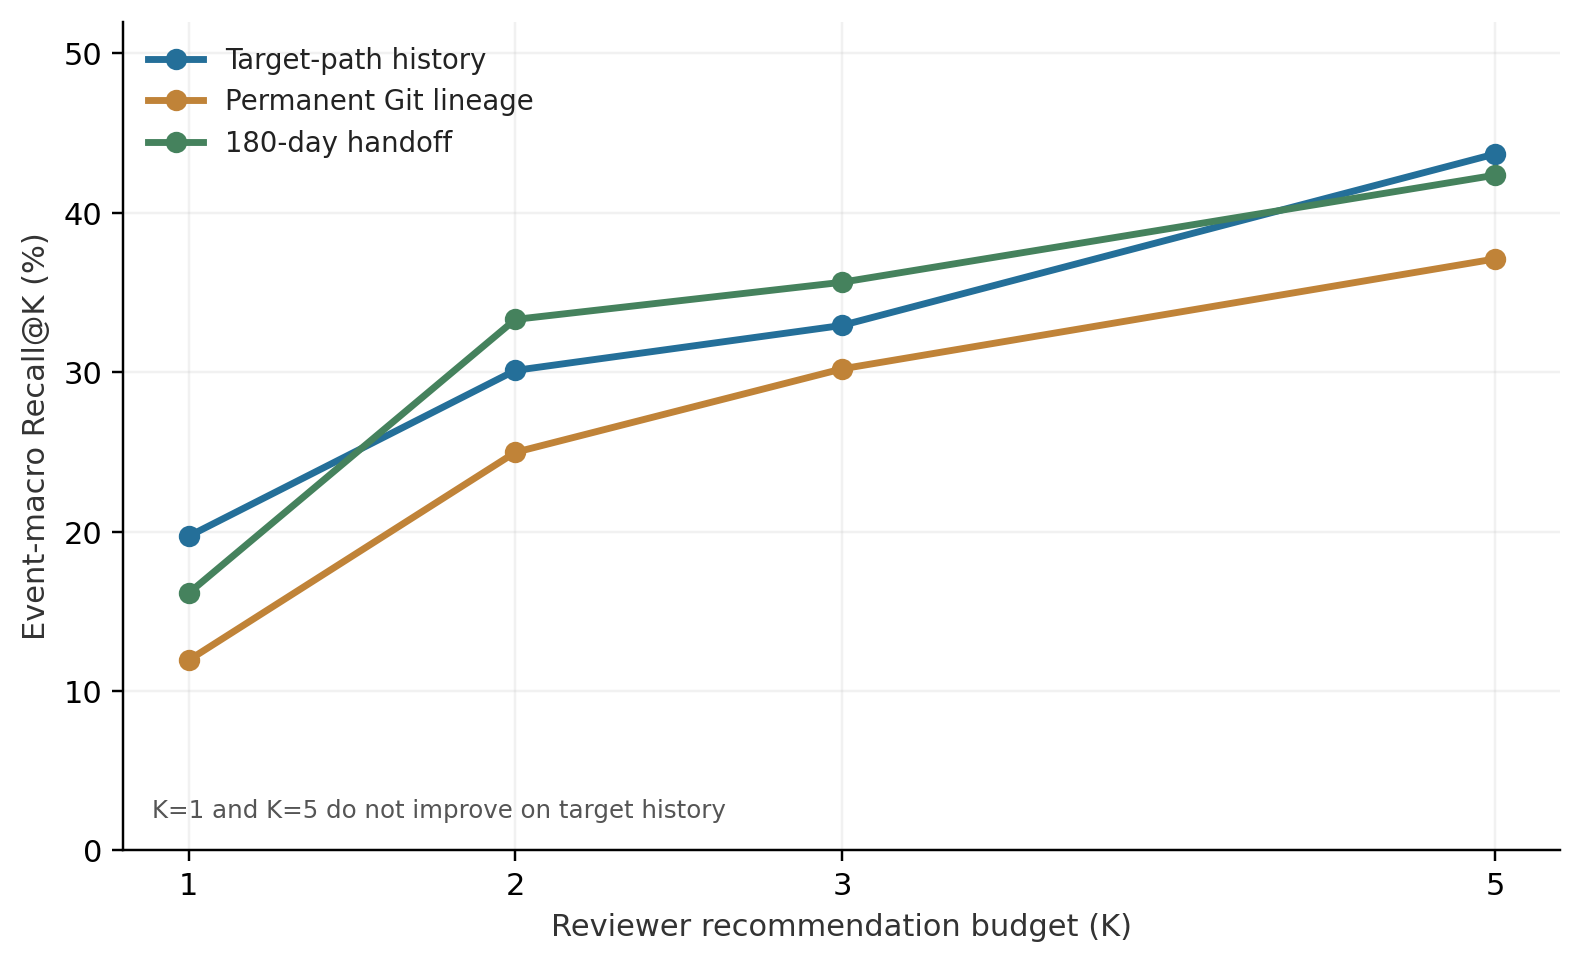 Target-path history
Permanent Git lineage
180-day handoff
Event-macro Recall@K (%)
50
40
30
20
10
0
K=1 and K=5 do not improve on target history
1 2 3 5
Reviewer recommendation budget (K)